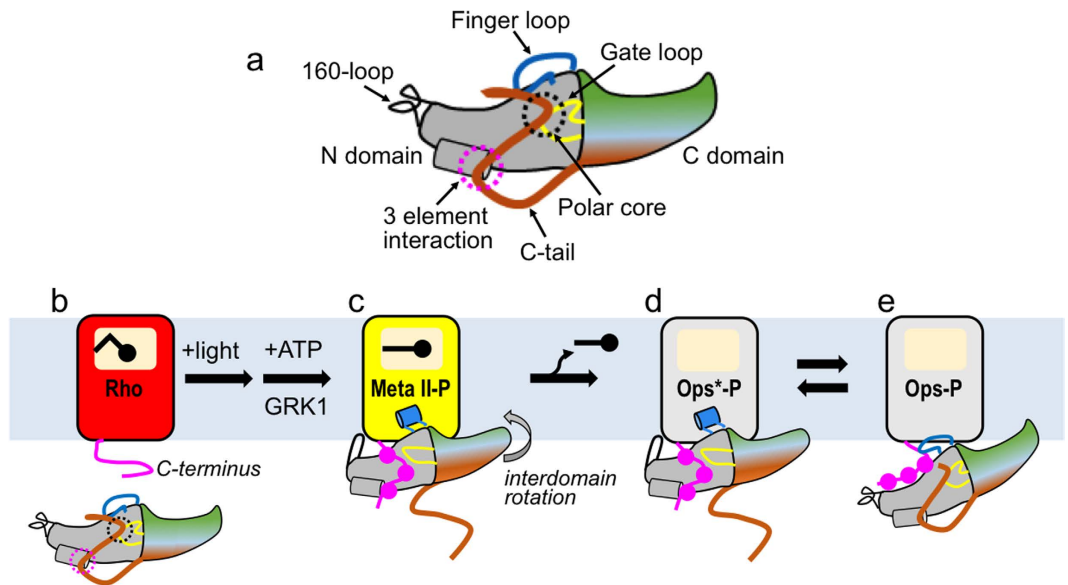 a
Finger loop
Gate loop
160-loop
N domain
C domain
3 element
interaction
Polar core
C-tail
b
c
d
e
+light
+ATP
GRK1
Rho
Meta II-P
Ops*-P
Ops-P
C-terminus
interdomain
rotation